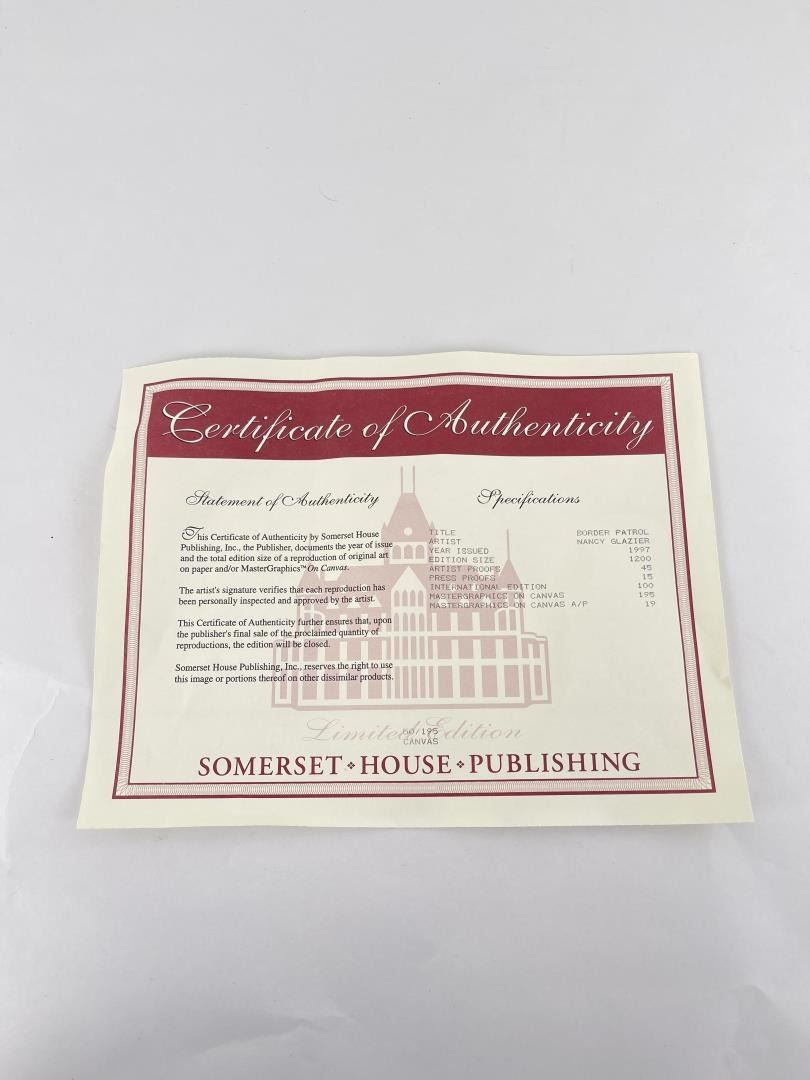 Certificate of Authenticity
Statement of Authenticity
This Certificate of Authenticity by Somerset House
Publishing, Inc., the Publisher, documents the year of issue
and the total edition size of a reproduction of original art
on paper and/or MasterGraphics™ On Canvas.
The artist's signature verifies that each reproduction has
been personally inspected and approved by the artist.
This Certificate of Authenticity further ensures that, upon
the publisher's final sale of the proclaimed quantity of
reproductions, the edition will be closed.
Somerset House Publishing, Inc., reserves the right to use
this image or portions thereof on other dissimilar products.
Specifications
TITLE BORDER PATROL
ARTIST NANCY GLAZIER
YEAR ISSUED 1997
EDITION SIZE 1200
ARTIST PROOFS 45
PRESS PROOFS 15
INTERNATIONAL EDITION 100
MASTERGRAPHICS ON CANVAS 195
MASTERGRAPHICS ON CANVAS A/P 19
Limited Edition
/195
CANVAS
SOMERSET HOUSE PUBLISHING